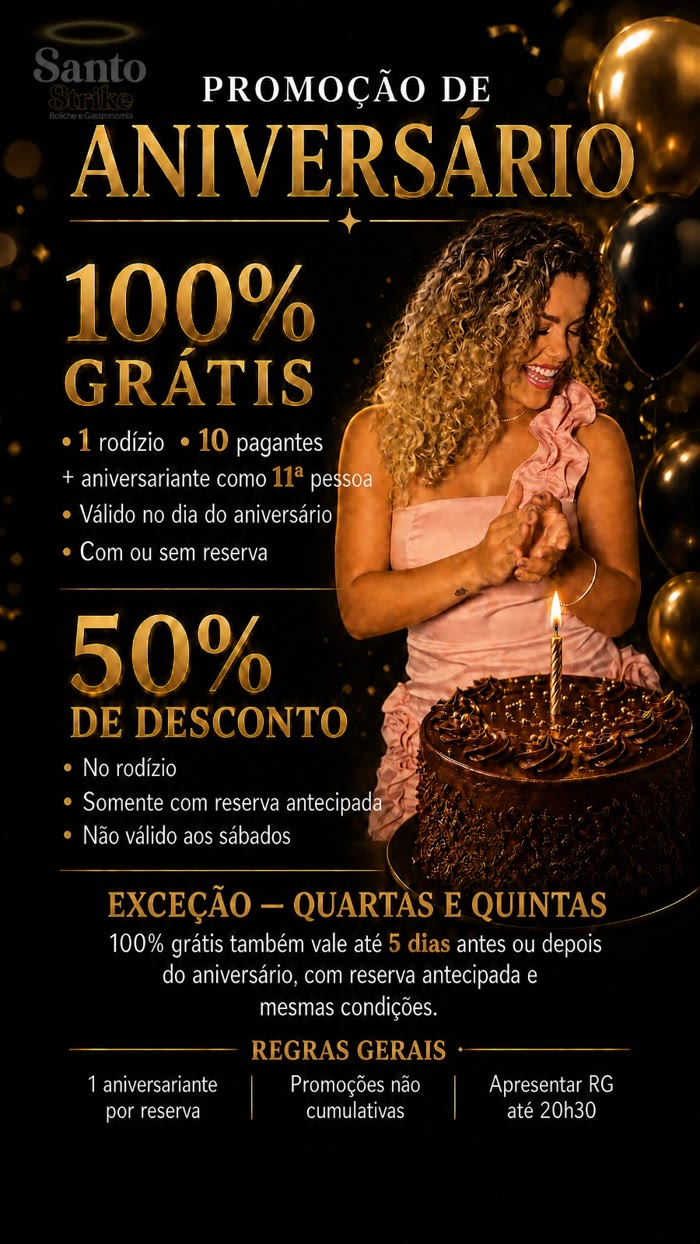 Santo
Strike
Boliche e Gastronomia
PROMOÇÃO DE
ANIVERSÁRIO
100%
GRÁTIS
• 1 rodízio • 10 pagantes
+ aniversariante como 11ª pessoa
• Válido no dia do aniversário
• Com ou sem reserva
50%
DE DESCONTO
• No rodízio
• Somente com reserva antecipada
• Não válido aos sábados
EXCEÇÃO — QUARTAS E QUINTAS
100% grátis também vale até 5 dias antes ou depois
do aniversário, com reserva antecipada e
mesmas condições.
REGRAS GERAIS
1 aniversariante
por reserva
Promoções não
cumulativas
Apresentar RG
até 20h30